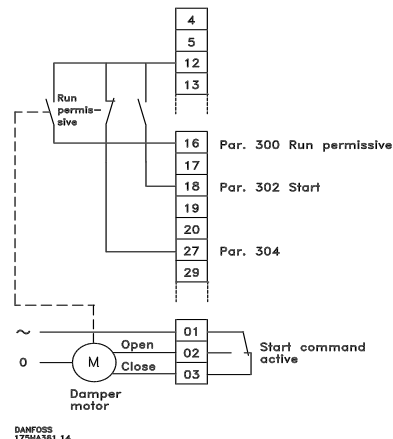 4
5
12
13
Run
permis-
sive
16 Par. 300 Run permissive
17
18 Par. 302 Start
19
20
27 Par. 304
29
~ 01
Open
Start command
active
0 M 02
Close
03
Damper
motor
DANFOSS
175HA361.14